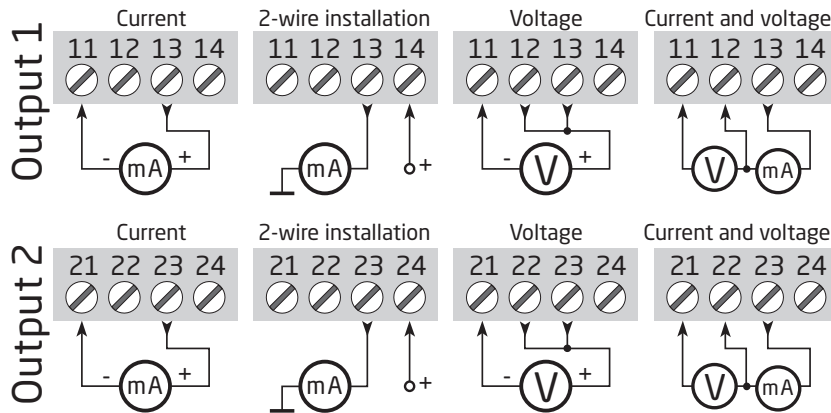 Output 1
Current 2-wire installation Voltage Current and voltage
11 12 13 14 11 12 13 14 11 12 13 14 11 12 13 14
- mA + mA + - V + V mA
Output 2
Current 2-wire installation Voltage Current and voltage
21 22 23 24 21 22 23 24 21 22 23 24 21 22 23 24
- mA + mA + - V + V mA